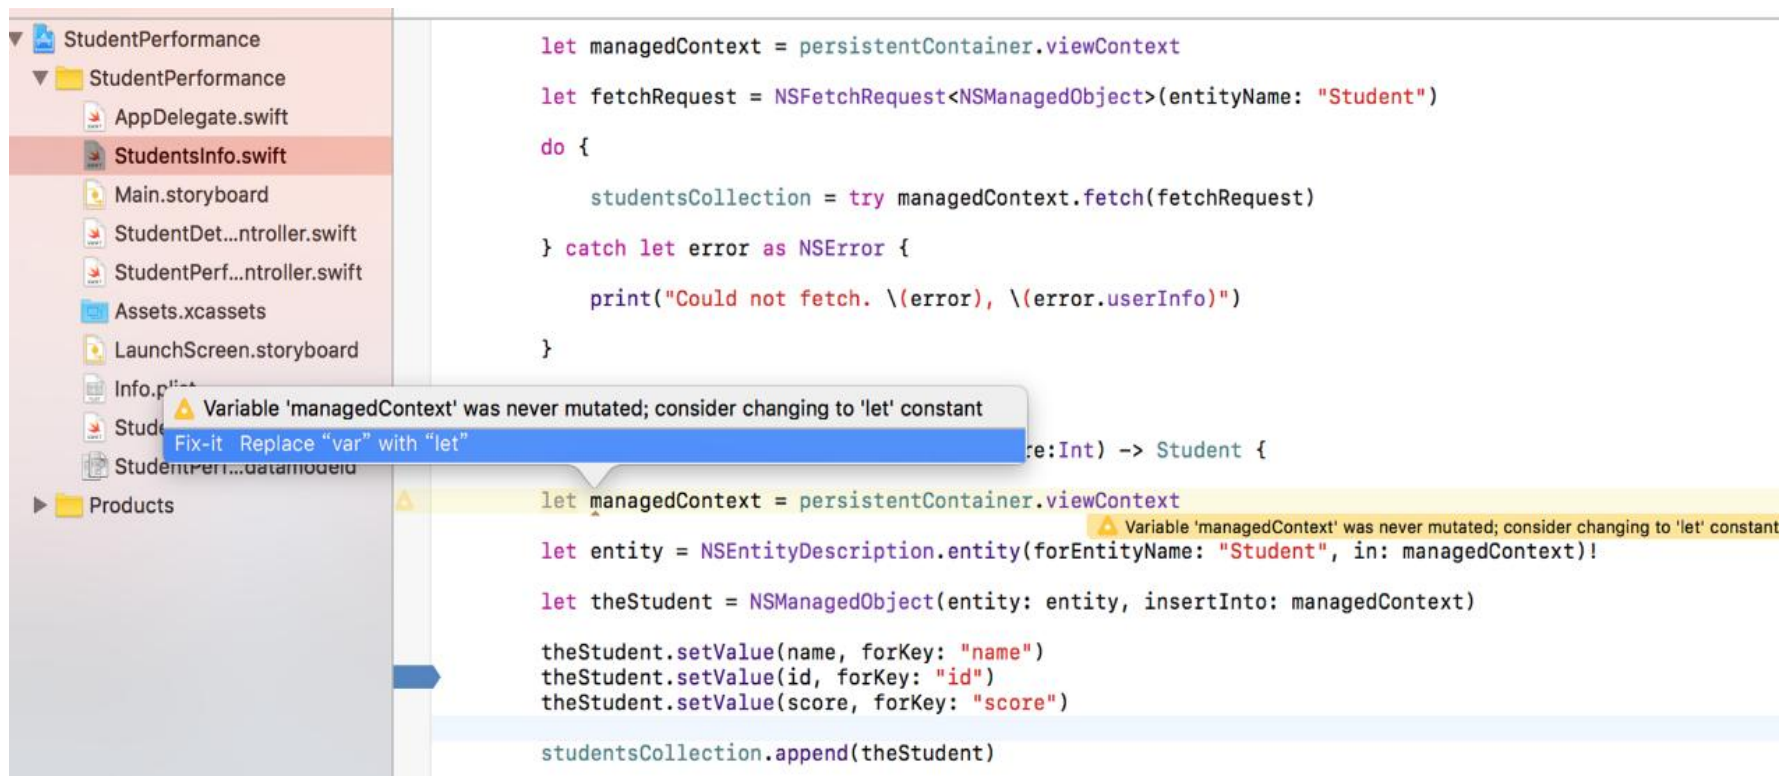 StudentPerformance
StudentPerformance
AppDelegate.swift
StudentsInfo.swift
Main.storyboard
StudentDet...ntroller.swift
StudentPerf...ntroller.swift
Assets.xcassets
LaunchScreen.storyboard
Info.plist
Stude
StudentPerf...datamodeld
Products
let managedContext = persistentContainer.viewContext
let fetchRequest = NSFetchRequest<NSManagedObject>(entityName: "Student")
do {
studentsCollection = try managedContext.fetch(fetchRequest)
} catch let error as NSError {
print("Could not fetch. \(error), \(error.userInfo)")
}
Variable 'managedContext' was never mutated; consider changing to 'let' constant
Fix-it Replace “var” with “let”
re:Int) -> Student {
let managedContext = persistentContainer.viewContext
Variable 'managedContext' was never mutated; consider changing to 'let' constant
let entity = NSEntityDescription.entity(forEntityName: "Student", in: managedContext)!
let theStudent = NSManagedObject(entity: entity, insertInto: managedContext)
theStudent.setValue(name, forKey: "name")
theStudent.setValue(id, forKey: "id")
theStudent.setValue(score, forKey: "score")
studentsCollection.append(theStudent)